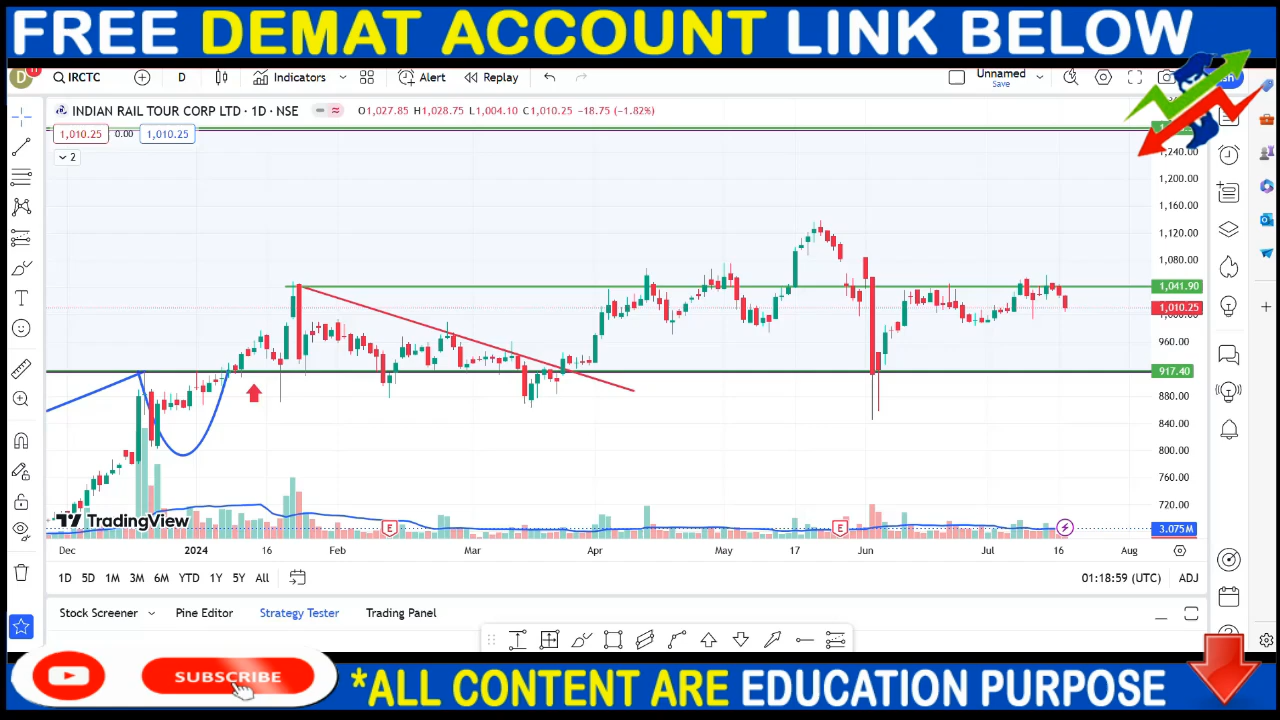 FREE DEMAT ACCOUNT LINK BELOW
D 11 IRCTC D Indicators Alert Replay Unnamed
Save
INDIAN RAIL TOUR CORP LTD · 1D · NSE O1,027.85 H1,028.75 L1,004.10 C1,010.25 -18.75 (-1.82%)
1,010.25 0.00 1,010.25
2
1,240.00
1,200.00
1,160.00
1,120.00
1,080.00
1,041.90
1,010.25
960.00
917.40
880.00
840.00
800.00
760.00
720.00
TradingView
E E
3.075M
Dec 2024 16 Feb Mar Apr May 17 Jun Jul 16 Aug
1D 5D 1M 3M 6M YTD 1Y 5Y All
01:18:59 (UTC) ADJ
Stock Screener Pine Editor Strategy Tester Trading Panel
SUBSCRIBE
*ALL CONTENT ARE EDUCATION PURPOSE